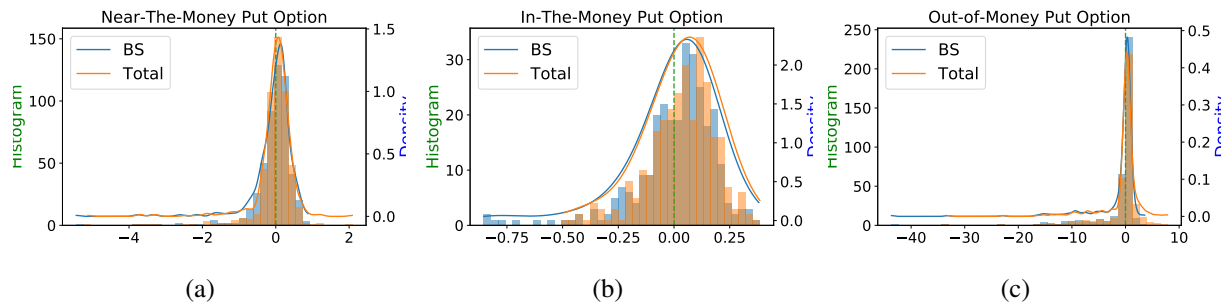 Near-The-Money Put Option
BS
Total
Histogram
Density
150
100
50
0
1.5
1.0
0.5
0.0
−4
−2
0
2
(a)
In-The-Money Put Option
BS
Total
Histogram
Density
30
20
10
0
2.0
1.5
1.0
0.5
0.0
−0.75
−0.50
−0.25
0.00
0.25
(b)
Out-of-Money Put Option
BS
Total
Histogram
Density
250
200
150
100
50
0
0.5
0.4
0.3
0.2
0.1
0.0
−40
−30
−20
−10
0
10
(c)